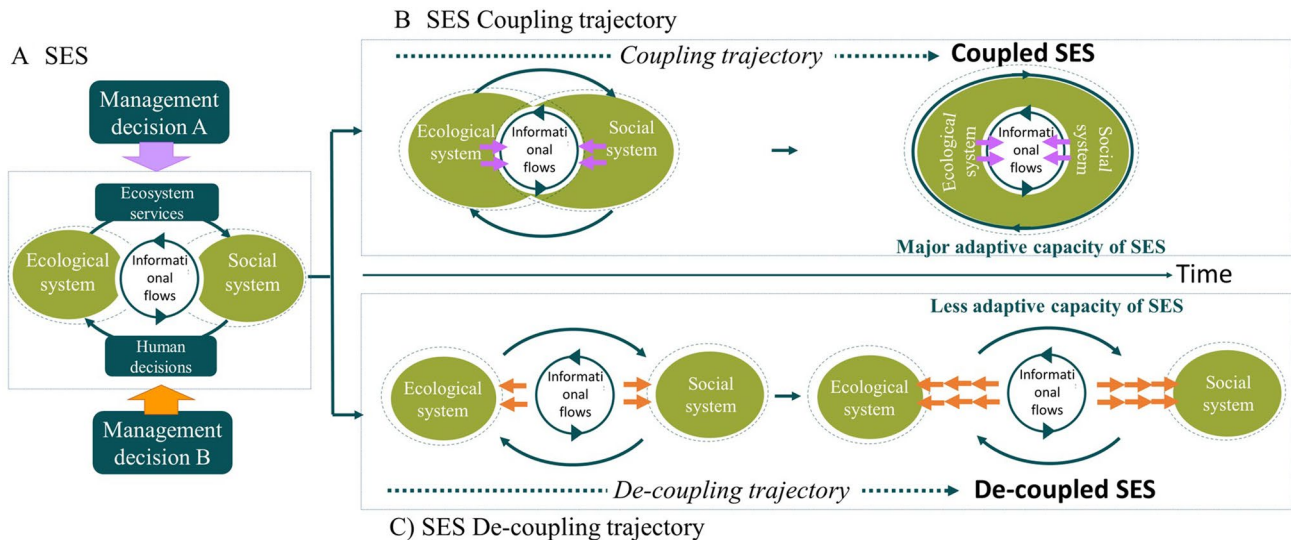 A SES
Management
decision A
Ecosystem
services
Ecological
system
Informati
onal
flows
Social
system
Human
decisions
Management
decision B
B SES Coupling trajectory
Coupling trajectory
Coupled SES
Ecological
system
Informati
onal
flows
Social
system
Ecological
system
Informati
onal
flows
Social
system
Major adaptive capacity of SES
Time
Less adaptive capacity of SES
Ecological
system
Informati
onal
flows
Social
system
Ecological
system
Informati
onal
flows
Social
system
De-coupling trajectory
De-coupled SES
C) SES De-coupling trajectory